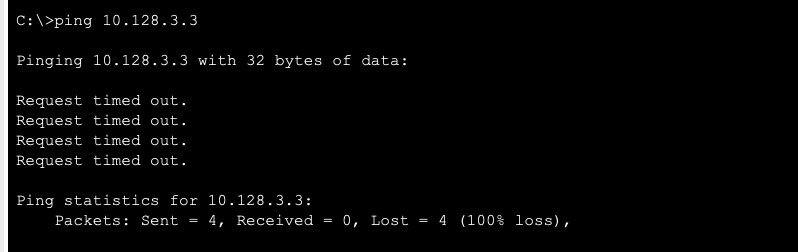 C:\>ping 10.128.3.3
Pinging 10.128.3.3 with 32 bytes of data:
Request timed out.
Request timed out.
Request timed out.
Request timed out.
Ping statistics for 10.128.3.3:
Packets: Sent = 4, Received = 0, Lost = 4 (100% loss),